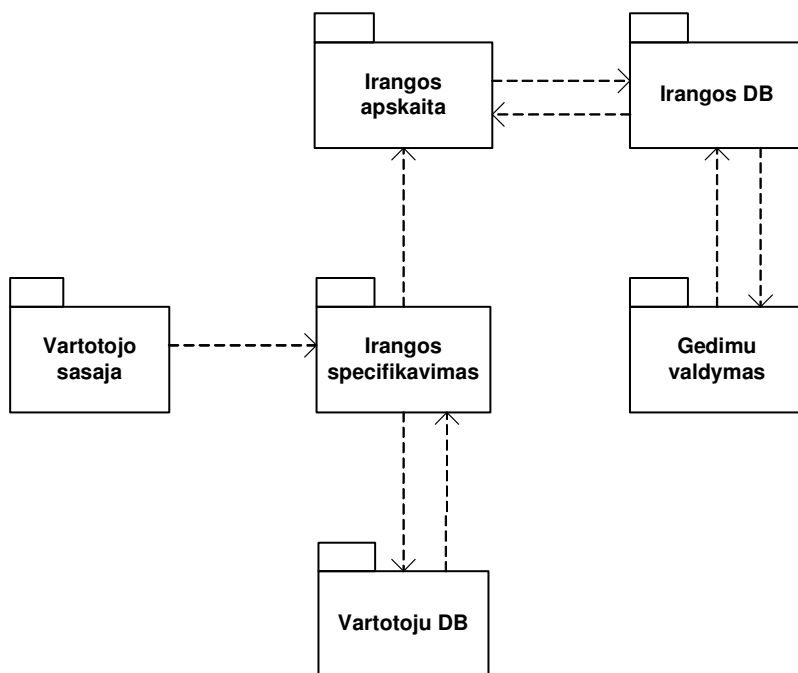 Irangos
apskaita
Irangos DB
Vartotojo
sasaja
Irangos
specifikavimas
Gedimu
valdymas
Vartotoju DB